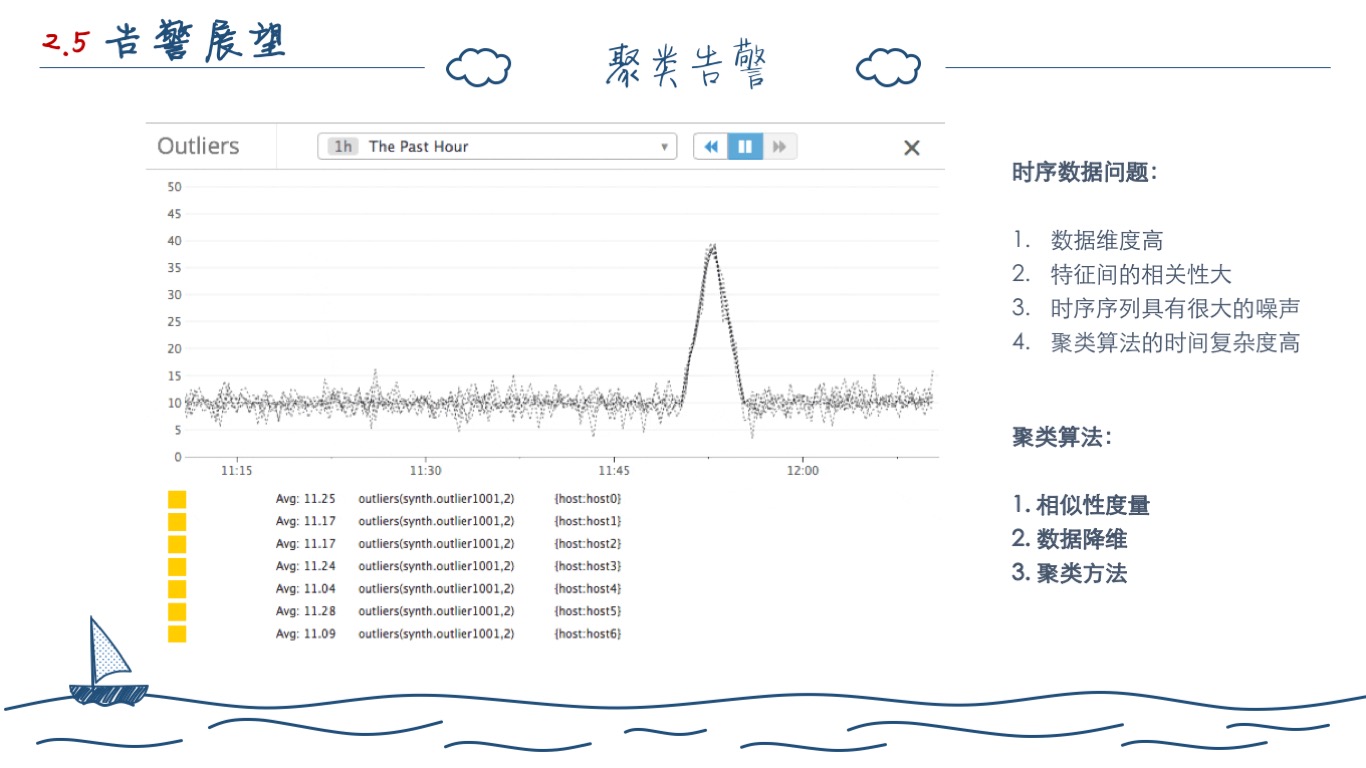 2.5 告警展望
聚类告警
Outliers
1h The Past Hour
50
45
40
35
30
25
20
15
10
5
0
11:15 11:30 11:45 12:00
Avg: 11.25 outliers(synth.outlier1001,2) {host:host0}
Avg: 11.17 outliers(synth.outlier1001,2) {host:host1}
Avg: 11.17 outliers(synth.outlier1001,2) {host:host2}
Avg: 11.24 outliers(synth.outlier1001,2) {host:host3}
Avg: 11.04 outliers(synth.outlier1001,2) {host:host4}
Avg: 11.28 outliers(synth.outlier1001,2) {host:host5}
Avg: 11.09 outliers(synth.outlier1001,2) {host:host6}
时序数据问题：
1. 数据维度高
2. 特征间的相关性大
3. 时序序列具有很大的噪声
4. 聚类算法的时间复杂度高
聚类算法：
1. 相似性度量
2. 数据降维
3. 聚类方法